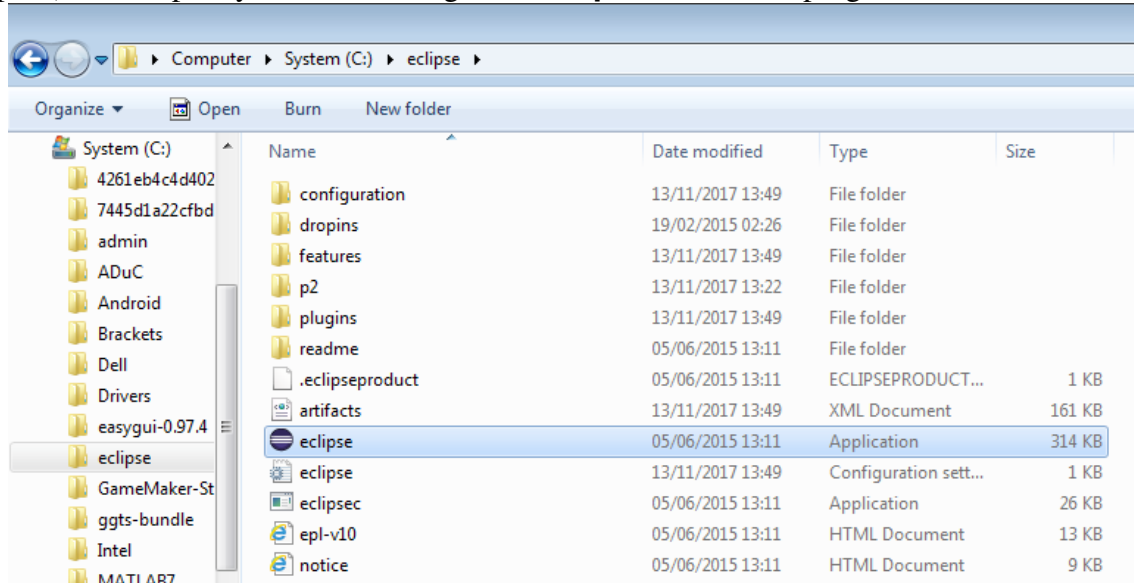 Computer ▸ System (C:) ▸ eclipse ▸
Organize ▾ Open Burn New folder
System (C:)
4261eb4c4d402
7445d1a22cfbd
admin
ADuC
Android
Brackets
Dell
Drivers
easygui-0.97.4
eclipse
GameMaker-St
ggts-bundle
Intel
MATLAB7
Name Date modified Type Size
configuration 13/11/2017 13:49 File folder
dropins 19/02/2015 02:26 File folder
features 13/11/2017 13:49 File folder
p2 13/11/2017 13:22 File folder
plugins 13/11/2017 13:49 File folder
readme 05/06/2015 13:11 File folder
.eclipseproduct 05/06/2015 13:11 ECLIPSEPRODUCT... 1 KB
artifacts 13/11/2017 13:49 XML Document 161 KB
eclipse 05/06/2015 13:11 Application 314 KB
eclipse 13/11/2017 13:49 Configuration sett... 1 KB
eclipsec 05/06/2015 13:11 Application 26 KB
epl-v10 05/06/2015 13:11 HTML Document 13 KB
notice 05/06/2015 13:11 HTML Document 9 KB